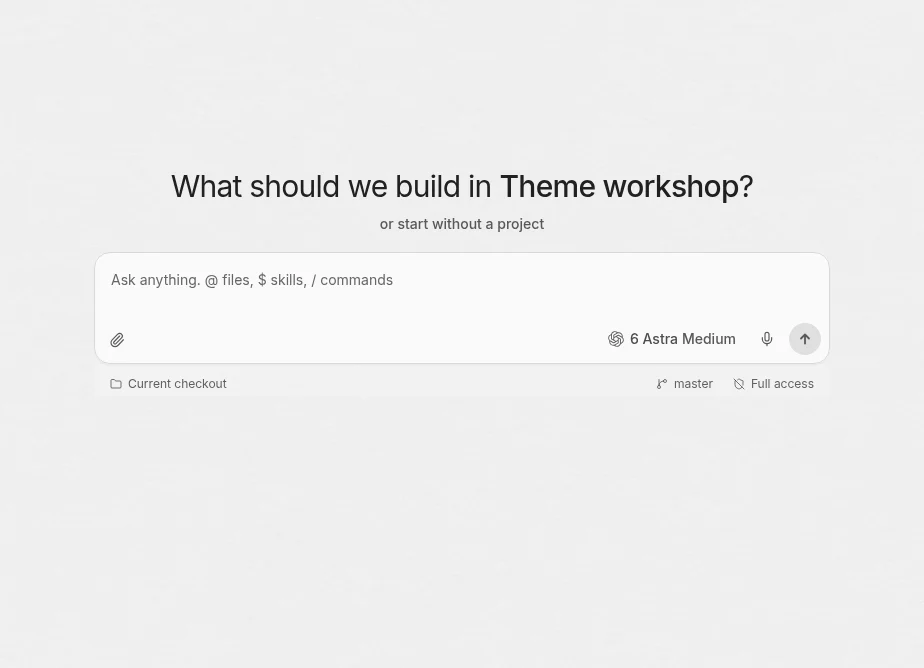 What should we build in Theme workshop?
or start without a project
Ask anything. @ files, $ skills, / commands
6 Astra Medium
Current checkout
master
Full access